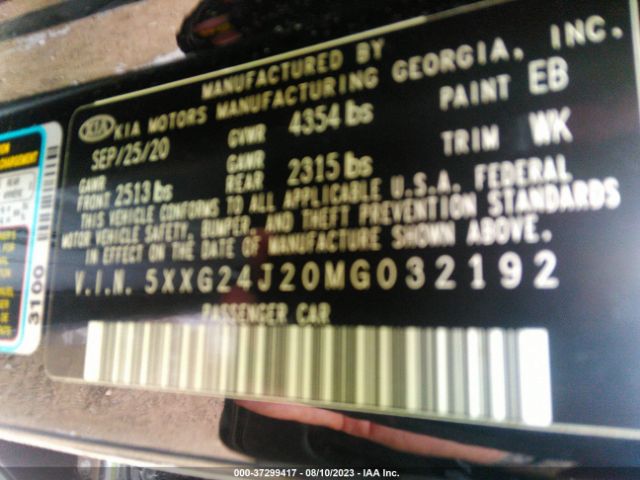 MANUFACTURED BY
KIA KIA MOTORS MANUFACTURING GEORGIA, INC.
SEP/25/20 GVWR 4354 lbs PAINT EB
GAWR FRONT 2513 lbs GAWR REAR 2315 lbs TRIM WK
THIS VEHICLE CONFORMS TO ALL APPLICABLE U.S.A. FEDERAL
MOTOR VEHICLE SAFETY, BUMPER, AND THEFT PREVENTION STANDARDS
IN EFFECT ON THE DATE OF MANUFACTURE SHOWN ABOVE.
V.I.N. 5XXG24J20MG032192
PASSENGER CAR
3100
000-37299417 - 08/10/2023 - IAA Inc.